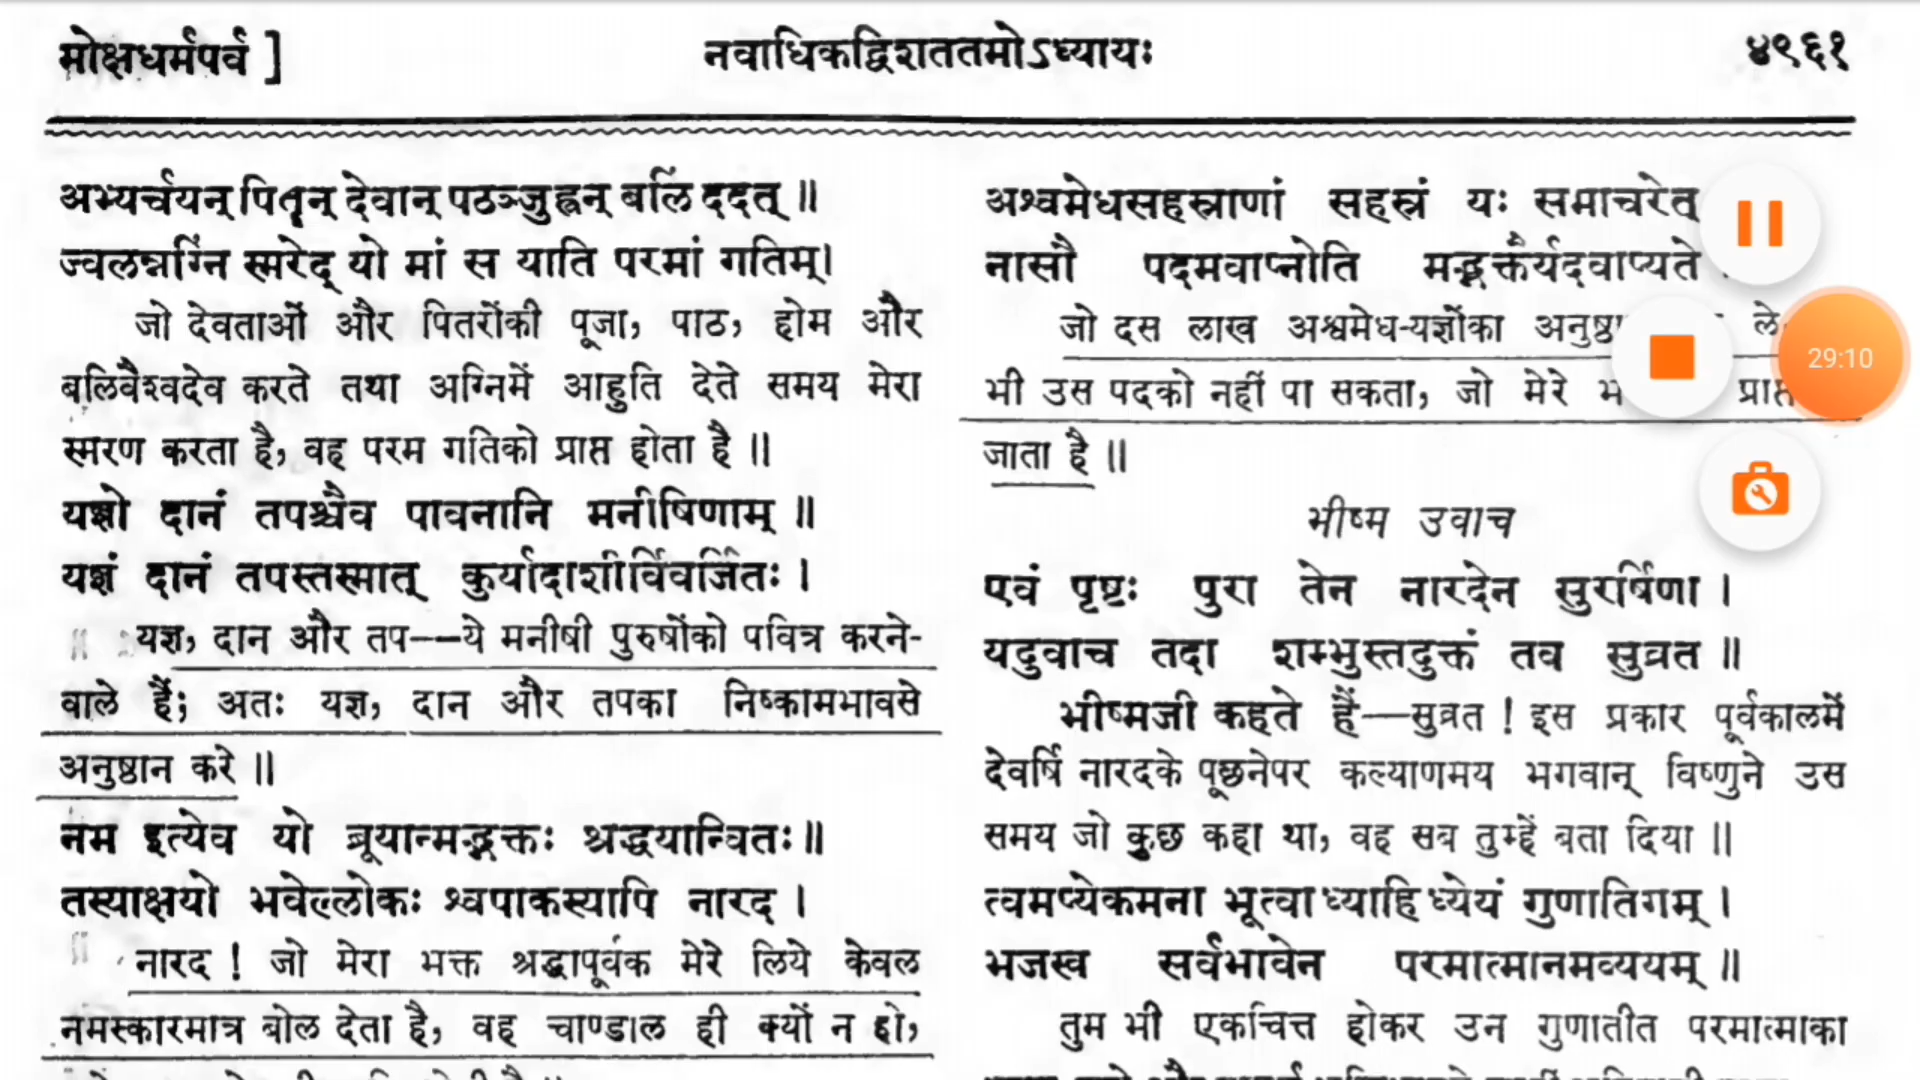 मोक्षधर्मपर्व ]
नवाधिकद्विशततमोऽध्यायः
४९६१
अभ्यर्चयन् पितॄन् देवान् पठञ्जुह्वन् बलिं ददत् ॥
ज्वलन्नग्निं स्मरेद् यो मां स याति परमां गतिम्।
जो देवताओं और पितरोंकी पूजा, पाठ, होम और
बलिवैश्वदेव करते तथा अग्निमें आहुति देते समय मेरा
स्मरण करता है, वह परम गतिको प्राप्त होता है ॥
यज्ञो दानं तपश्चैव पावनानि मनीषिणाम् ॥
यज्ञं दानं तपस्तस्मात् कुर्यादाशीर्विवर्जितः ।
यज्ञ, दान और तप—ये मनीषी पुरुषोंको पवित्र करने-
वाले हैं; अतः यज्ञ, दान और तपका निष्कामभावसे
अनुष्ठान करे ॥
नम इत्येव यो ब्रूयान्मद्भक्तः श्रद्धयान्वितः॥
तस्याक्षयो भवेल्लोकः श्वपाकस्यापि नारद ।
नारद ! जो मेरा भक्त श्रद्धापूर्वक मेरे लिये केवल
नमस्कारमात्र बोल देता है, वह चाण्डाल ही क्यों न हो,
अश्वमेधसहस्राणां सहस्रं यः समाचरेत्
नासौ पदमवाप्नोति मद्भक्तैर्यदवाप्यते
जो दस लाख अश्वमेध-यज्ञोंका
भी उस पदको नहीं पा सकता, जो मेरे
जाता है ॥
भीष्म उवाच
एवं पृष्टः पुरा तेन नारदेन सुरर्षिणा ।
यदुवाच तदा शम्भुस्तदुक्तं तव सुव्रत ॥
भीष्मजी कहते हैं—सुव्रत ! इस प्रकार पूर्वकालमें
देवर्षि नारदके पूछनेपर कल्याणमय भगवान् विष्णुने उस
समय जो कुछ कहा था, वह सब तुम्हें बता दिया ॥
त्वमप्येकमना भूत्वा ध्याहि ध्येयं गुणातिगम् ।
भजस्व सर्वभावेन परमात्मानमव्ययम् ॥
तुम भी एकचित्त होकर उन गुणातीत परमात्माका
29:10